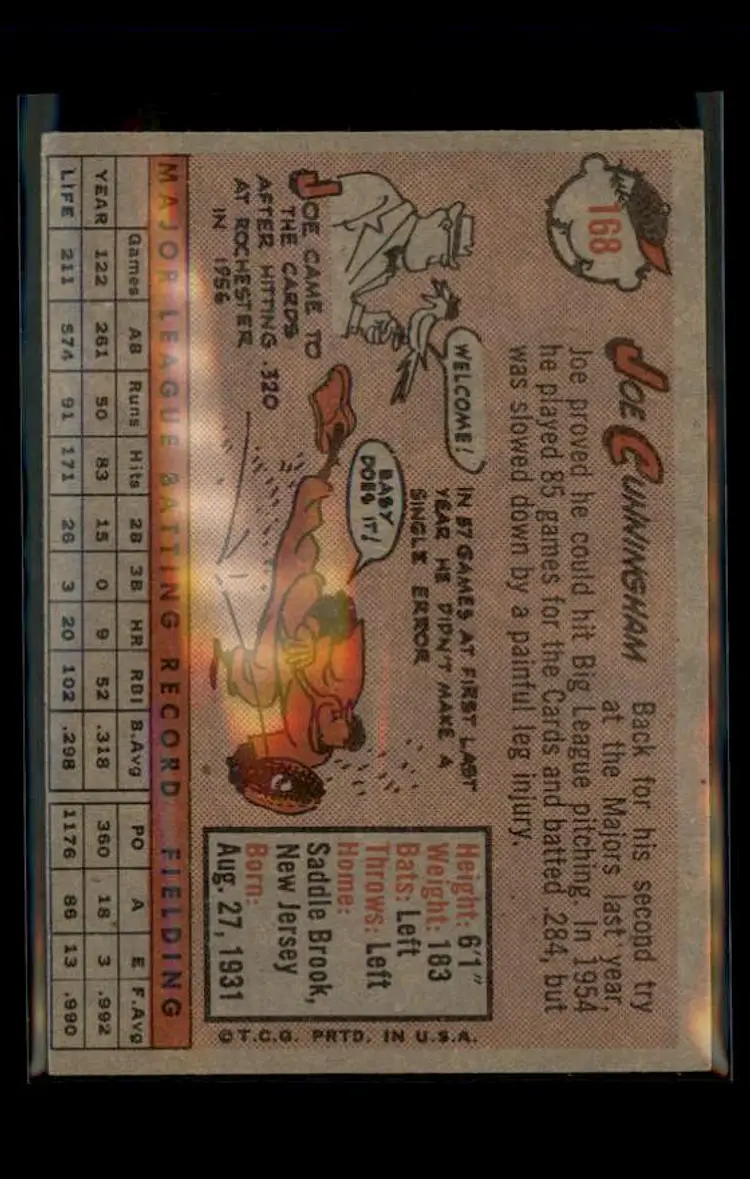 168
JOE CUNNINGHAM
Back for his second try
at the Majors last year,
Joe proved he could hit Big League pitching. In 1954
he played 85 games for the Cards and batted .284, but
was slowed down by a painful leg injury.
WELCOME!
JOE CAME TO
THE CARDS
AFTER HITTING .320
AT ROCHESTER
IN 1956
IN 57 GAMES AT FIRST LAST
YEAR HE DIDN'T MAKE A
SINGLE ERROR
EASY
DOES IT!
Height: 6'1"
Weight: 183
Bats: Left
Throws: Left
Home:
Saddle Brook,
New Jersey
Born:
Aug. 27, 1931
©T.C.G. PRTD. IN U.S.A.
MAJOR LEAGUE BATTING RECORD FIELDING
Games AB Runs Hits 2B 3B HR RBI B.Avg PO A E F.Avg
YEAR 122 261 50 83 15 0 9 52 .318 360 18 3 .992
LIFE 211 574 91 171 26 3 20 102 .298 1176 86 13 .990